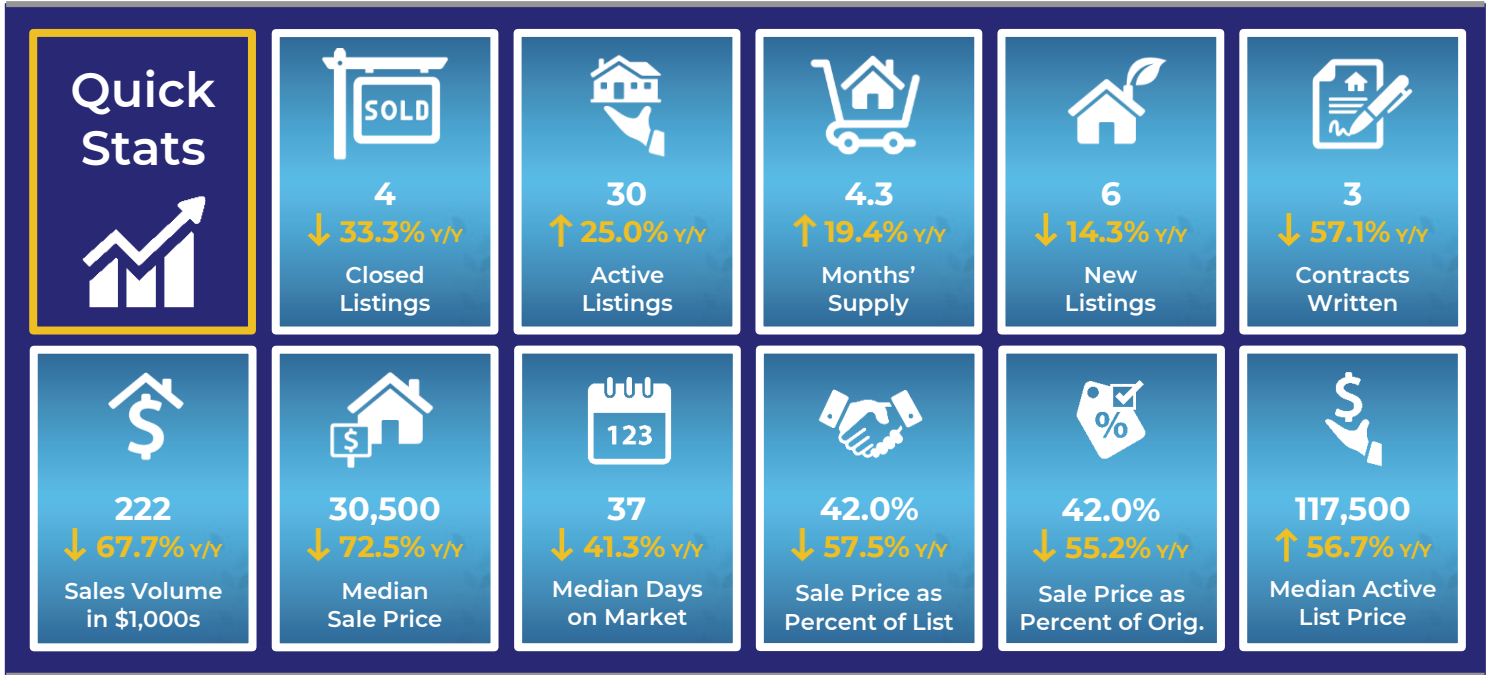 Quick
Stats
SOLD
4
↓ 33.3% Y/Y
Closed
Listings
30
↑ 25.0% Y/Y
Active
Listings
4.3
↑ 19.4% Y/Y
Months’
Supply
6
↓ 14.3% Y/Y
New
Listings
3
↓ 57.1% Y/Y
Contracts
Written
$
222
↓ 67.7% Y/Y
Sales Volume
in $1,000s
$
30,500
↓ 72.5% Y/Y
Median
Sale Price
123
37
↓ 41.3% Y/Y
Median Days
on Market
42.0%
↓ 57.5% Y/Y
Sale Price as
Percent of List
%
42.0%
↓ 55.2% Y/Y
Sale Price as
Percent of Orig.
$
117,500
↑ 56.7% Y/Y
Median Active
List Price